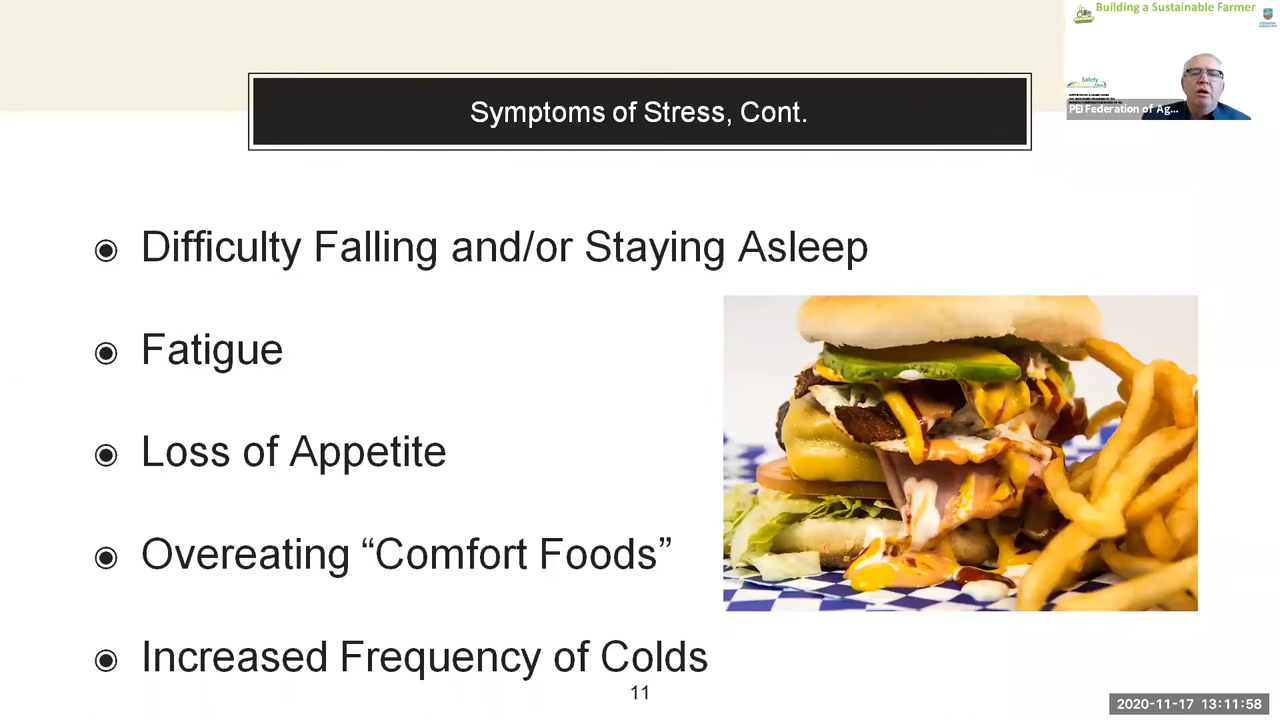 Building a Sustainable Farmer
Safety
PEI Federation of Ag...
Symptoms of Stress, Cont.
Difficulty Falling and/or Staying Asleep
Fatigue
Loss of Appetite
Overeating “Comfort Foods”
Increased Frequency of Colds
11
2020-11-17 13:11:58